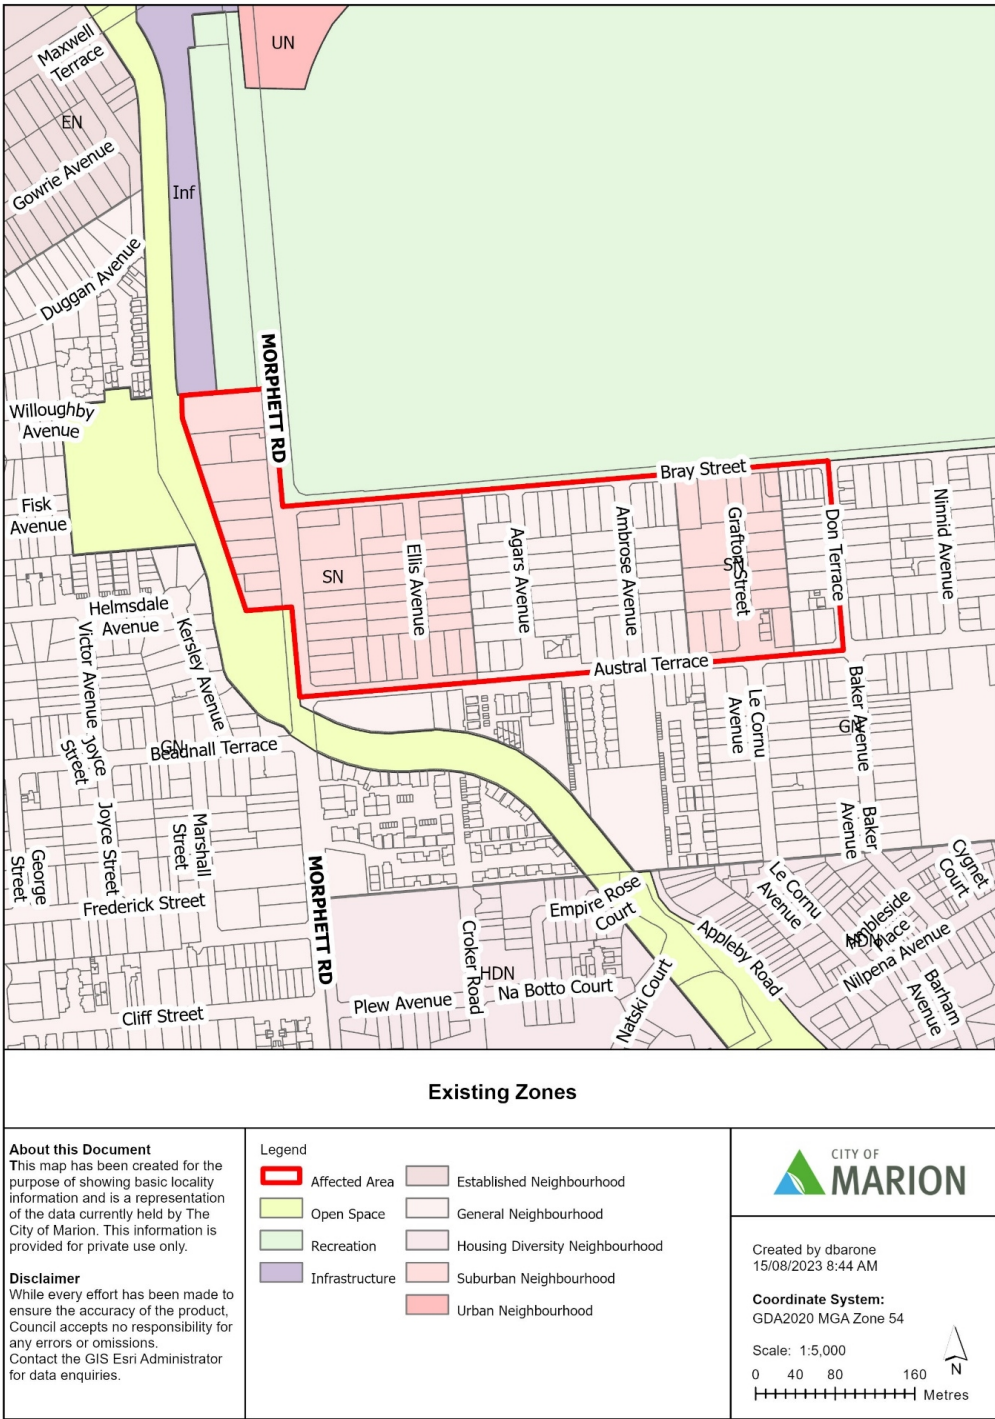 Maxwell
Terrace
UN
EN
Gowrie Avenue
Inf
Duggan Avenue
MORPHETT RD
Willoughby
Avenue
Bray Street
Fisk
Avenue
Ellis Avenue
Agars Avenue
Ambrose Avenue
Grafton Street
SN
Don Terrace
Ninnid Avenue
SN
Helmsdale
Avenue
Victor Avenue
Kersley Avenue
Austral Terrace
Le Cornu
Avenue
Baker Avenue
GN
Joyce
Street
GN
Beadnall Terrace
Joyce Street
Marshall
Street
George
Street
Frederick Street
MORPHETT RD
Baker
Avenue
Cygnet
Court
Le Cornu
Avenue
Ambleside
Place
HDN
Nilpena Avenue
Barham
Avenue
Empire Rose
Court
Appleby Road
Croker Road
HDN
Na Botto Court
Natski Court
Plew Avenue
Cliff Street
Existing Zones
About this Document
This map has been created for the
purpose of showing basic locality
information and is a representation
of the data currently held by The
City of Marion. This information is
provided for private use only.
Disclaimer
While every effort has been made to
ensure the accuracy of the product,
Council accepts no responsibility for
any errors or omissions.
Contact the GIS Esri Administrator
for data enquiries.
Legend
Affected Area
Open Space
Recreation
Infrastructure
Established Neighbourhood
General Neighbourhood
Housing Diversity Neighbourhood
Suburban Neighbourhood
Urban Neighbourhood
CITY OF
MARION
Created by dbarone
15/08/2023 8:44 AM
Coordinate System:
GDA2020 MGA Zone 54
Scale: 1:5,000
N
0 40 80 160
Metres